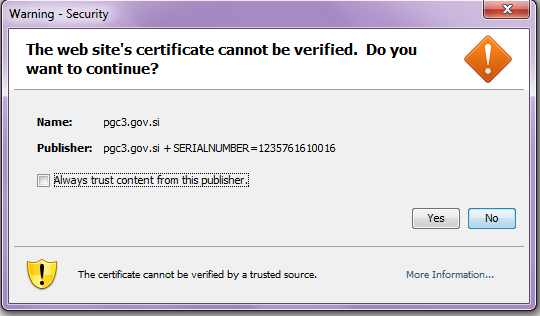 Warning - Security
The web site's certificate cannot be verified. Do you
want to continue?
Name: pgc3.gov.si
Publisher: pgc3.gov.si + SERIALNUMBER=1235761610016
Always trust content from this publisher.
Yes No
The certificate cannot be verified by a trusted source. More Information...